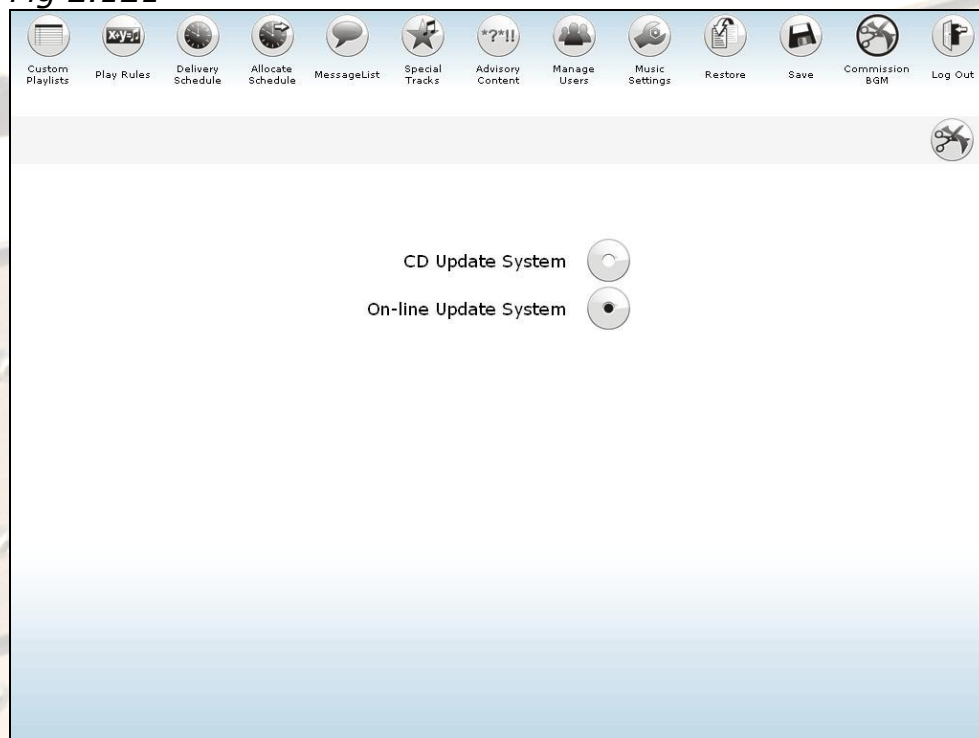 Custom Playlists
Play Rules
Delivery Schedule
Allocate Schedule
MessageList
Special Tracks
Advisory Content
Manage Users
Music Settings
Restore
Save
Commission BGM
Log Out
X+Y=♫
*?*!!
CD Update System
On-line Update System